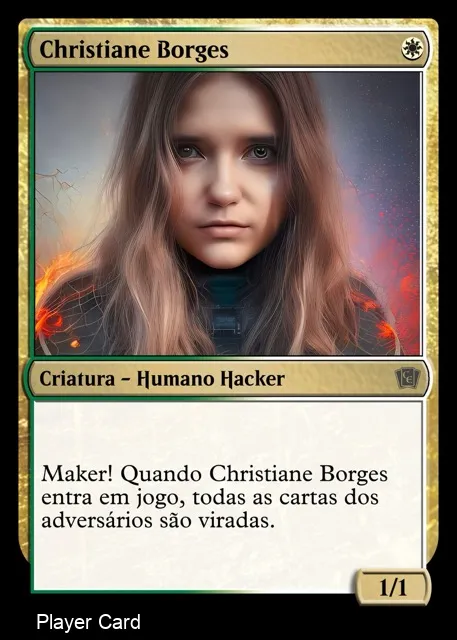 Christiane Borges
Criatura – Humano Hacker
Maker! Quando Christiane Borges
entra em jogo, todas as cartas dos
adversários são viradas.
1/1
Player Card